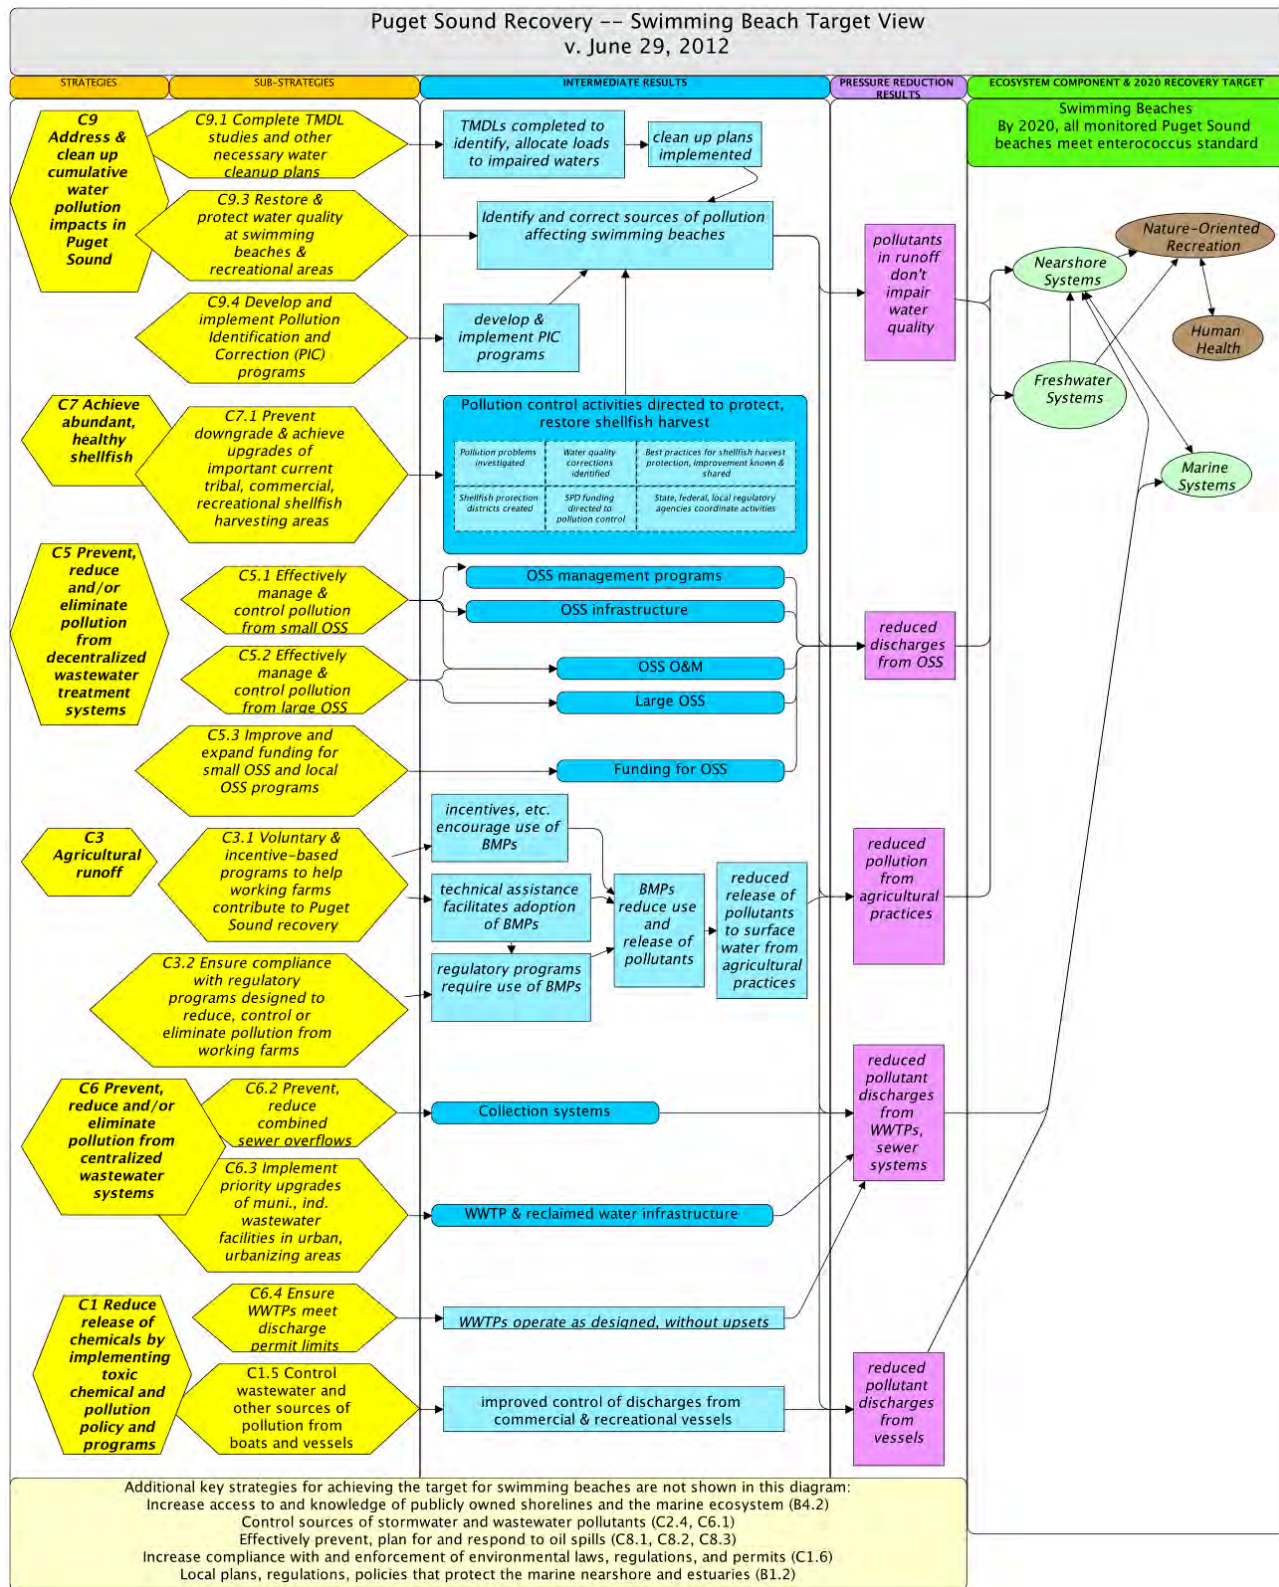 Puget Sound Recovery -- Swimming Beach Target View
v. June 29, 2012
STRATEGIES
SUB-STRATEGIES
INTERMEDIATE RESULTS
PRESSURE REDUCTION
RESULTS
ECOSYSTEM COMPONENT & 2020 RECOVERY TARGET
Swimming Beaches
By 2020, all monitored Puget Sound
beaches meet enterococcus standard
C9
Address &
clean up
cumulative
water
pollution
impacts in
Puget
Sound
C9.1 Complete TMDL
studies and other
necessary water
cleanup plans
TMDLs completed to
identify, allocate loads
to impaired waters
clean up plans
implemented
C9.3 Restore &
protect water quality
at swimming
beaches &
recreational areas
Identify and correct sources of pollution
affecting swimming beaches
C9.4 Develop and
implement Pollution
Identification and
Correction (PIC)
programs
develop &
implement PIC
programs
pollutants
in runoff
don't
impair
water
quality
Nature-Oriented
Recreation
Nearshore
Systems
Human
Health
Freshwater
Systems
Marine
Systems
C7 Achieve
abundant,
healthy
shellfish
C7.1 Prevent
downgrade & achieve
upgrades of
important current
tribal, commercial,
recreational shellfish
harvesting areas
Pollution control activities directed to protect,
restore shellfish harvest
Pollution problems
investigated
Water quality
corrections
identified
Best practices for shellfish harvest
protection, improvement known &
shared
Shellfish protection
districts created
SPD funding
directed to
pollution control
State, federal, local regulatory
agencies coordinate activities
C5 Prevent,
reduce
and/or
eliminate
pollution
from
decentralized
wastewater
treatment
systems
C5.1 Effectively
manage &
control pollution
from small OSS
OSS management programs
OSS infrastructure
C5.2 Effectively
manage &
control pollution
from large OSS
OSS O&M
Large OSS
C5.3 Improve and
expand funding for
small OSS and local
OSS programs
Funding for OSS
reduced
discharges
from OSS
C3
Agricultural
runoff
C3.1 Voluntary &
incentive-based
programs to help
working farms
contribute to Puget
Sound recovery
incentives, etc.
encourage use of
BMPs
technical assistance
facilitates adoption
of BMPs
C3.2 Ensure compliance
with regulatory
programs designed to
reduce, control or
eliminate pollution from
working farms
regulatory programs
require use of BMPs
BMPs
reduce use
and
release of
pollutants
reduced
release of
pollutants
to surface
water from
agricultural
practices
reduced
pollution
from
agricultural
practices
C6 Prevent,
reduce and/or
eliminate
pollution from
centralized
wastewater
systems
C6.2 Prevent,
reduce
combined
sewer overflows
Collection systems
C6.3 Implement
priority upgrades
of muni., ind.
wastewater
facilities in urban,
urbanizing areas
WWTP & reclaimed water infrastructure
reduced
pollutant
discharges
from
WWTPs,
sewer
systems
C6.4 Ensure
WWTPs meet
discharge
permit limits
WWTPs operate as designed, without upsets
C1 Reduce
release of
chemicals by
implementing
toxic
chemical and
pollution
policy and
programs
C1.5 Control
wastewater and
other sources of
pollution from
boats and vessels
improved control of discharges from
commercial & recreational vessels
reduced
pollutant
discharges
from
vessels
Additional key strategies for achieving the target for swimming beaches are not shown in this diagram:
Increase access to and knowledge of publicly owned shorelines and the marine ecosystem (B4.2)
Control sources of stormwater and wastewater pollutants (C2.4, C6.1)
Effectively prevent, plan for and respond to oil spills (C8.1, C8.2, C8.3)
Increase compliance with and enforcement of environmental laws, regulations, and permits (C1.6)
Local plans, regulations, policies that protect the marine nearshore and estuaries (B1.2)